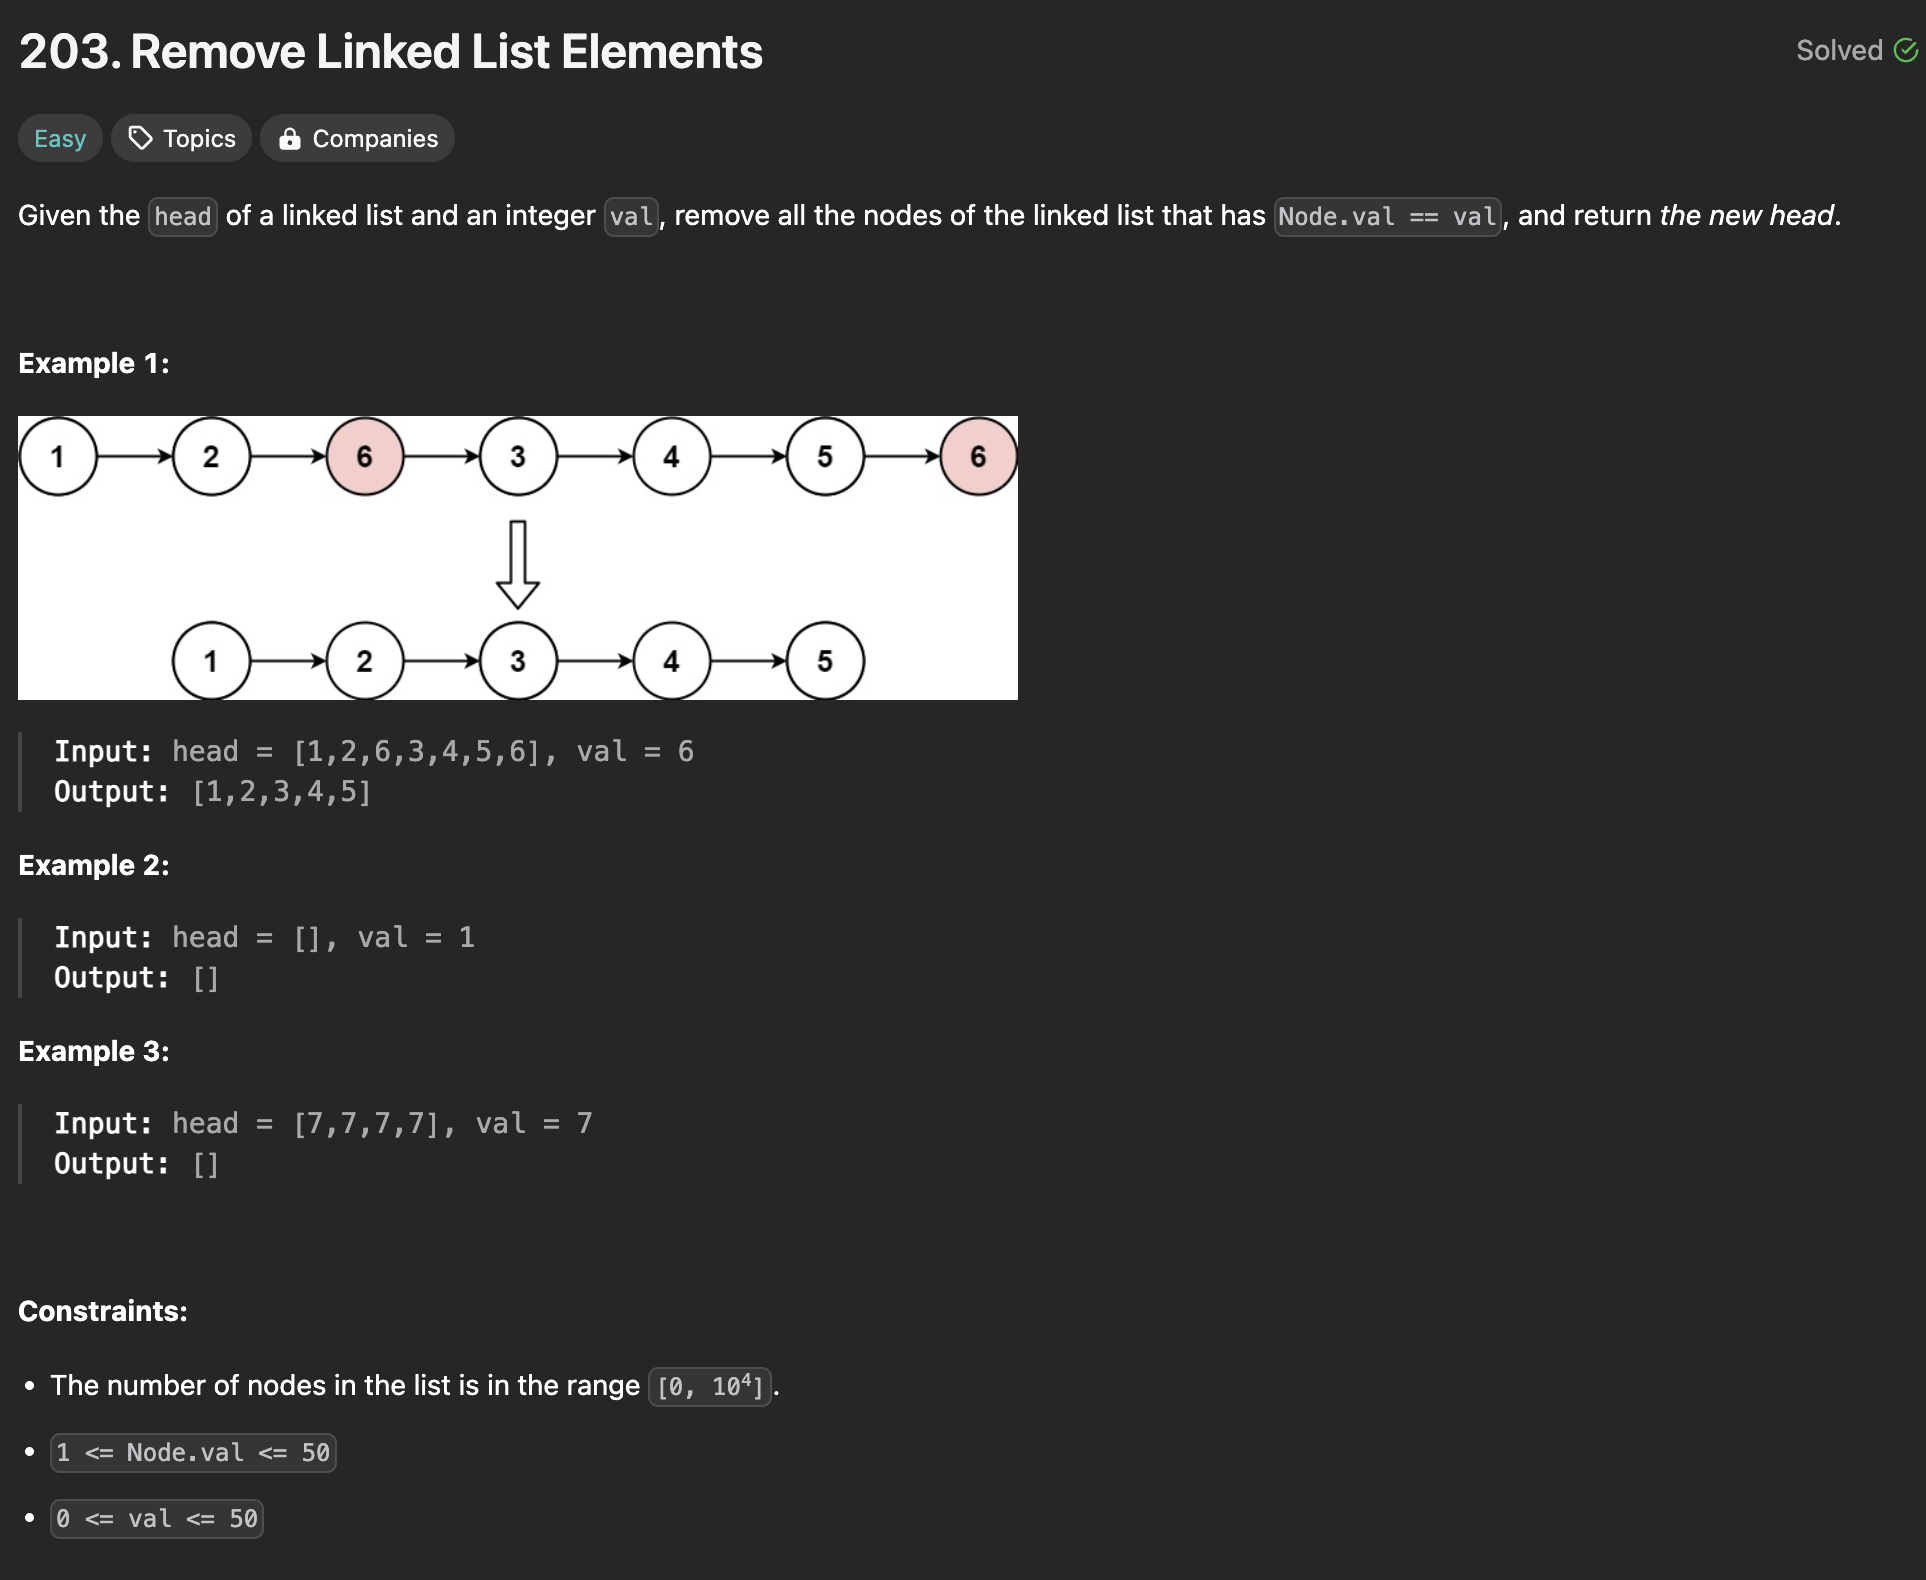 203. Remove Linked List Elements
Solved
Easy Topics Companies
Given the head of a linked list and an integer val, remove all the nodes of the linked list that has Node.val == val, and return the new head.
Example 1:
1 2 6 3 4 5 6
1 2 3 4 5
Input: head = [1,2,6,3,4,5,6], val = 6
Output: [1,2,3,4,5]
Example 2:
Input: head = [], val = 1
Output: []
Example 3:
Input: head = [7,7,7,7], val = 7
Output: []
Constraints:
• The number of nodes in the list is in the range [0, 10⁴].
• 1 <= Node.val <= 50
• 0 <= val <= 50